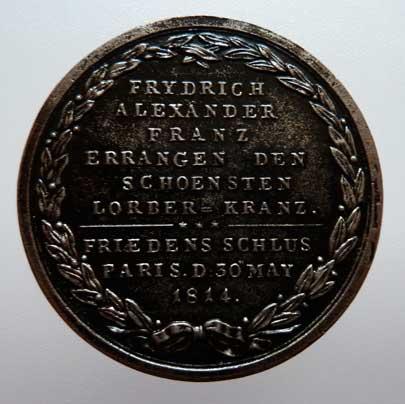 FRYDRICH
ALEXANDER
FRANZ
ERRANGEN DEN
SCHOENSTEN
LORBER-KRANZ.
FRIEDENS SCHLUS
PARIS. D. 30 MAY
1814.